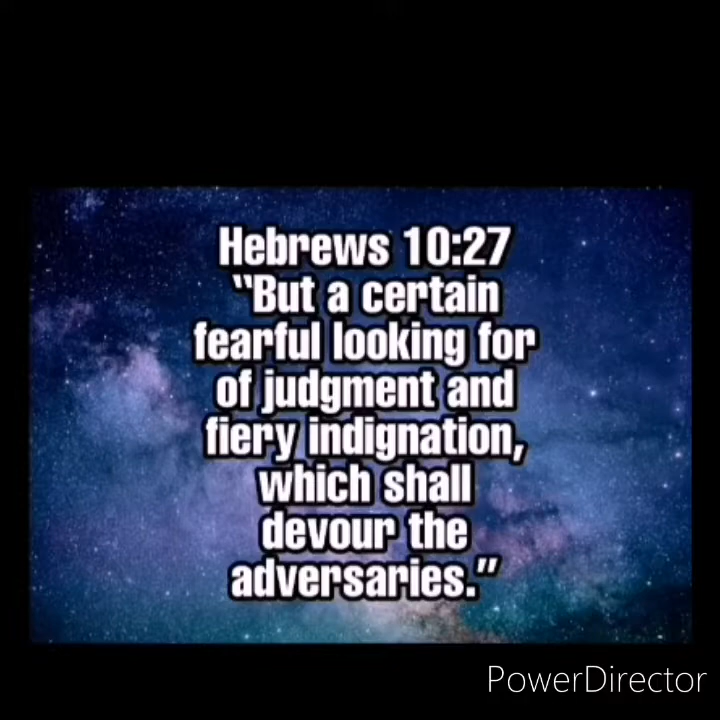 Hebrews 10:27
"But a certain
fearful looking for
of judgment and
fiery indignation,
which shall
devour the
adversaries."
PowerDirector